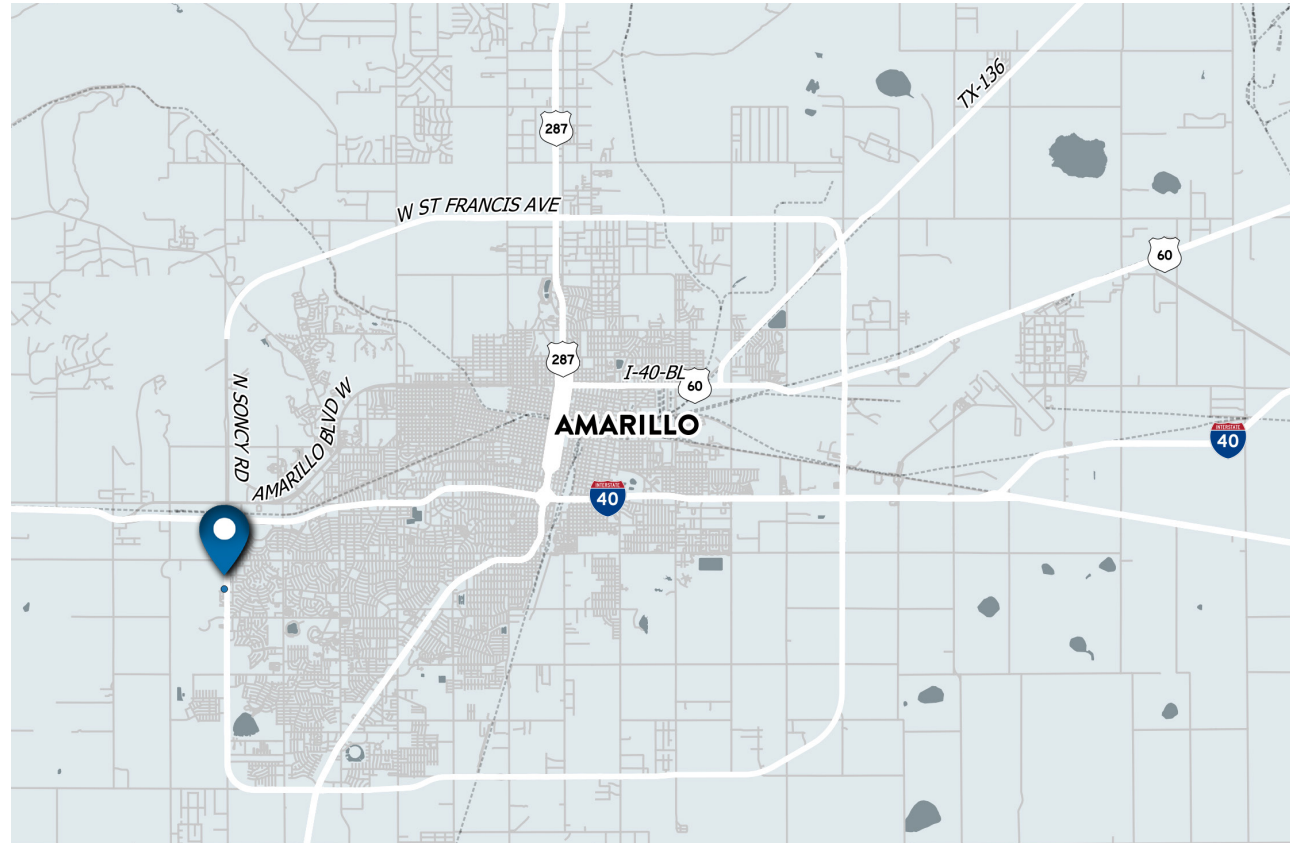 TX-136
287
W ST FRANCIS AVE
60
287
I-40-BL
60
N SONCY RD
AMARILLO BLVD W
AMARILLO
INTERSTATE
40
INTERSTATE
40